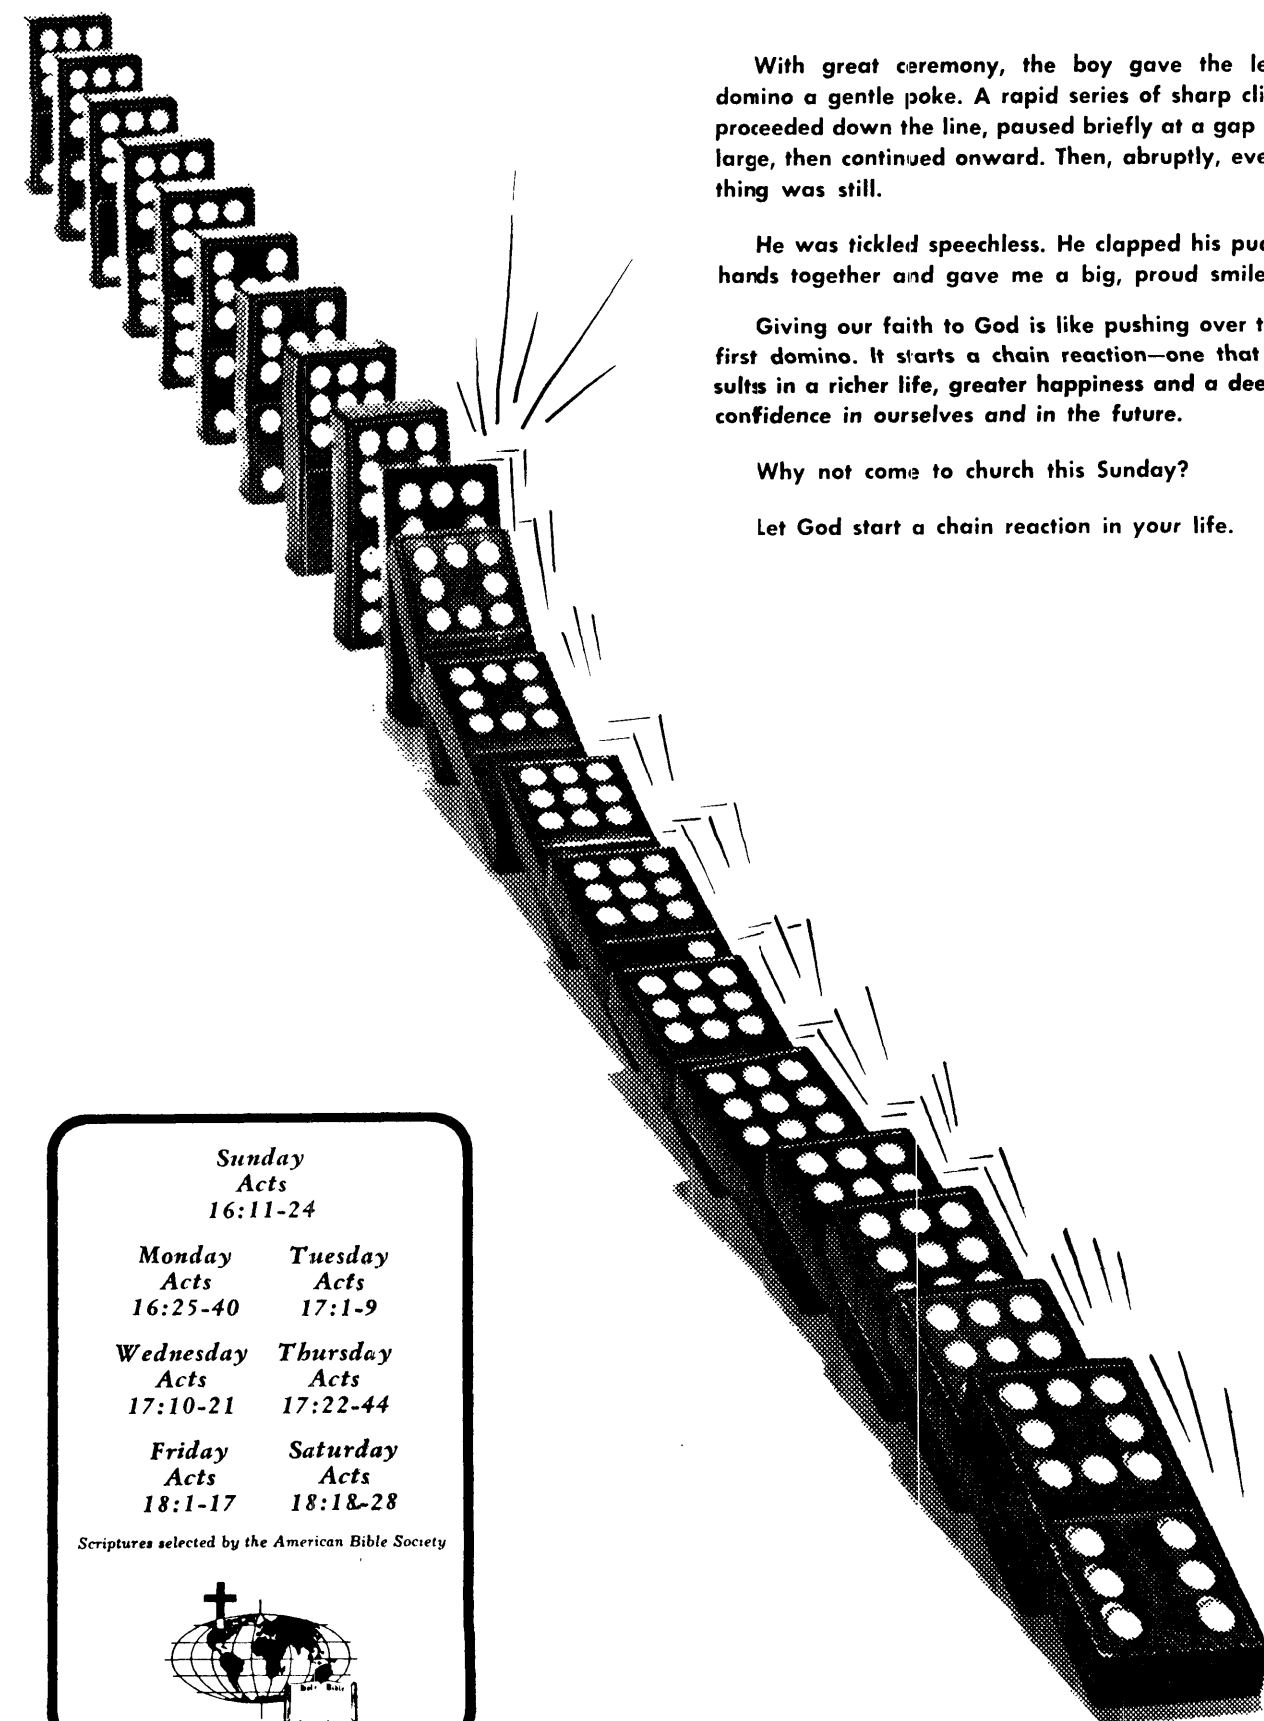 With great ceremony, the boy gave the
domino a gentle poke. A rapid series of sharp
proceeded down the line, paused briefly at a gap
large, then continued onward. Then, abruptly,
thing was still.
He was tickled speechless. He clapped his
hands together and gave me a big, proud smile
Giving our faith to God is like pushing over
first domino. It starts a chain reaction—one that
sults in a richer life, greater happiness and a
confidence in ourselves and in the future.
Why not come to church this Sunday?
Let God start a chain reaction in your life.
Sunday
Acts
16:11-24
Monday Tuesday
Acts Acts
16:25-40 17:1-9
Wednesday Thursday
Acts Acts
17:10-21 17:22-44
Friday Saturday
Acts Acts
18:1-17 18:18-28
Scriptures selected by the American Bible Society
Holy Bible